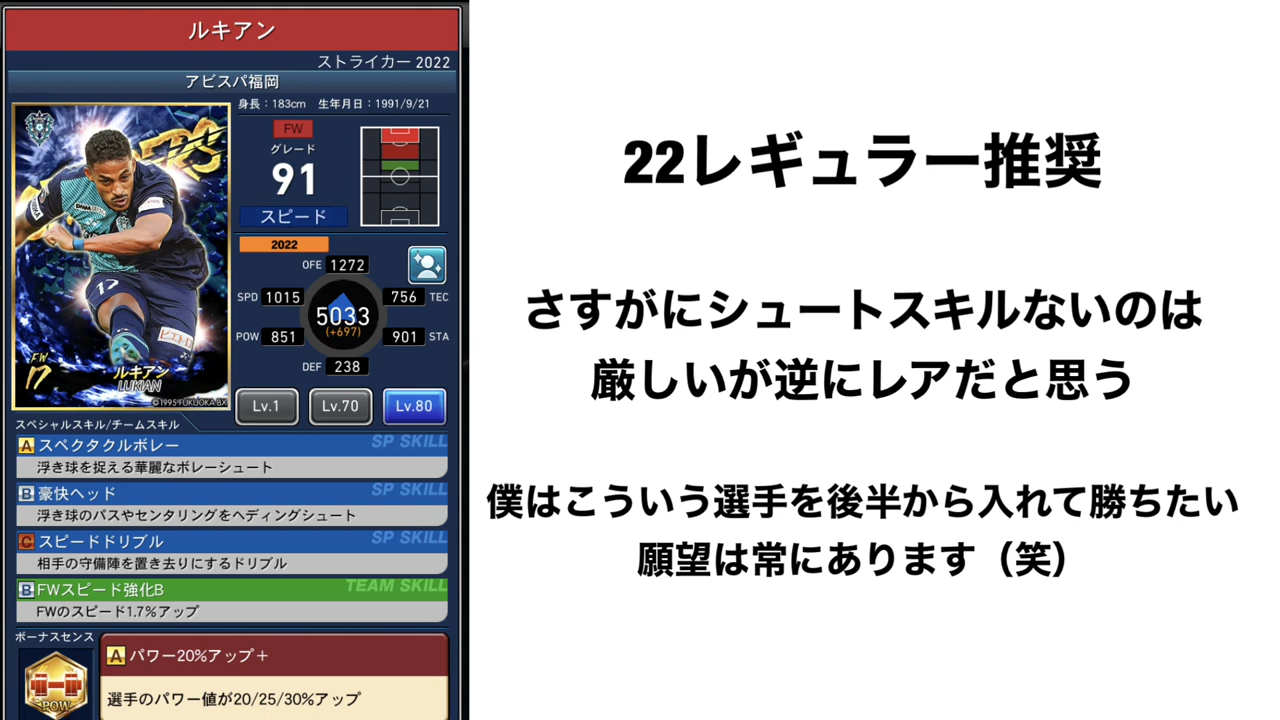 ルキアン
ストライカー 2022
アビスパ福岡
身長:183cm 生年月日:1991/9/21
FW
グレード
91
スピード
2022
OFE 1272
SPD 1015
756 TEC
5033
(+697)
POW 851
901 STA
DEF 238
17
FW
17
ルキアン
LUKIAN
©1995 FUKUOKA.BX
Lv.1
Lv.70
Lv.80
スペシャルスキル/チームスキル
A スペクタクルボレー SP SKILL
浮き球を捉える華麗なボレーシュート
B 豪快ヘッド SP SKILL
浮き球のパスやセンタリングをヘディングシュート
C スピードドリブル SP SKILL
相手の守備陣を置き去りにするドリブル
B FWスピード強化B TEAM SKILL
FWのスピード1.7%アップ
ボーナスセンス
POW
A パワー20%アップ+
選手のパワー値が20/25/30%アップ
22レギュラー推奨
さすがにシュートスキルないのは
厳しいが逆にレアだと思う
僕はこういう選手を後半から入れて勝ちたい
願望は常にあります（笑）